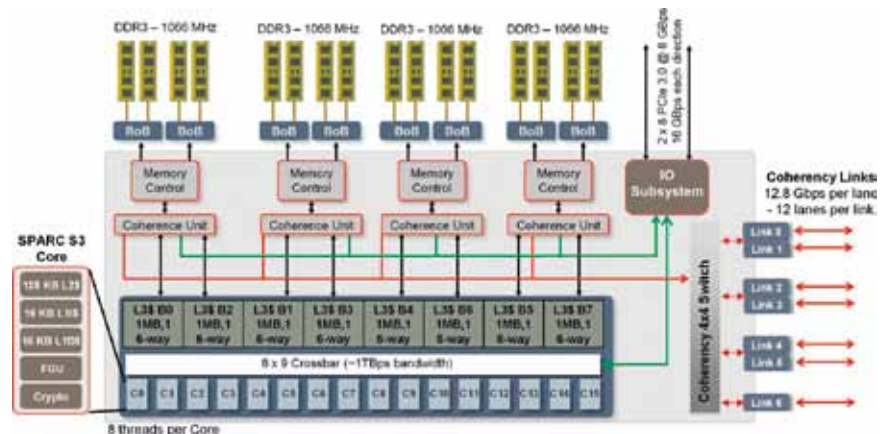 DDR3 – 1066 MHz
DDR3 – 1066 MHz
DDR3 – 1066 MHz
DDR3 – 1066 MHz
BoB
BoB
BoB
BoB
BoB
BoB
BoB
BoB
2 x 8 PCIe 3.0 @ 8 GBps
16 GBps each direction
Memory
Control
Memory
Control
Memory
Control
Memory
Control
IO
Subsystem
Coherence Unit
Coherence Unit
Coherence Unit
Coherence Unit
Coherency Links:
12.8 Gbps per lane
- 12 lanes per link.
SPARC S3
Core
128 KB L2$
16 KB L1I$
16 KB L1D$
FGU
Crypto
8 threads per Core
L3$ B0
1MB,1
6-way
L3$ B2
1MB,1
6-way
L3$ B1
1MB,1
6-way
L3$ B3
1MB,1
6-way
L3$ B4
1MB,1
6-way
L3$ B6
1MB,1
6-way
L3$ B5
1MB,1
6-way
L3$ B7
1MB,1
6-way
8 x 9 Crossbar (~1TBps bandwidth)
C0 C1 C2 C3 C4 C5 C6 C7 C8 C9 C10 C11 C12 C13 C14 C15
Coherency 4x4 Switch
Link 0
Link 1
Link 2
Link 3
Link 4
Link 5
Link 6